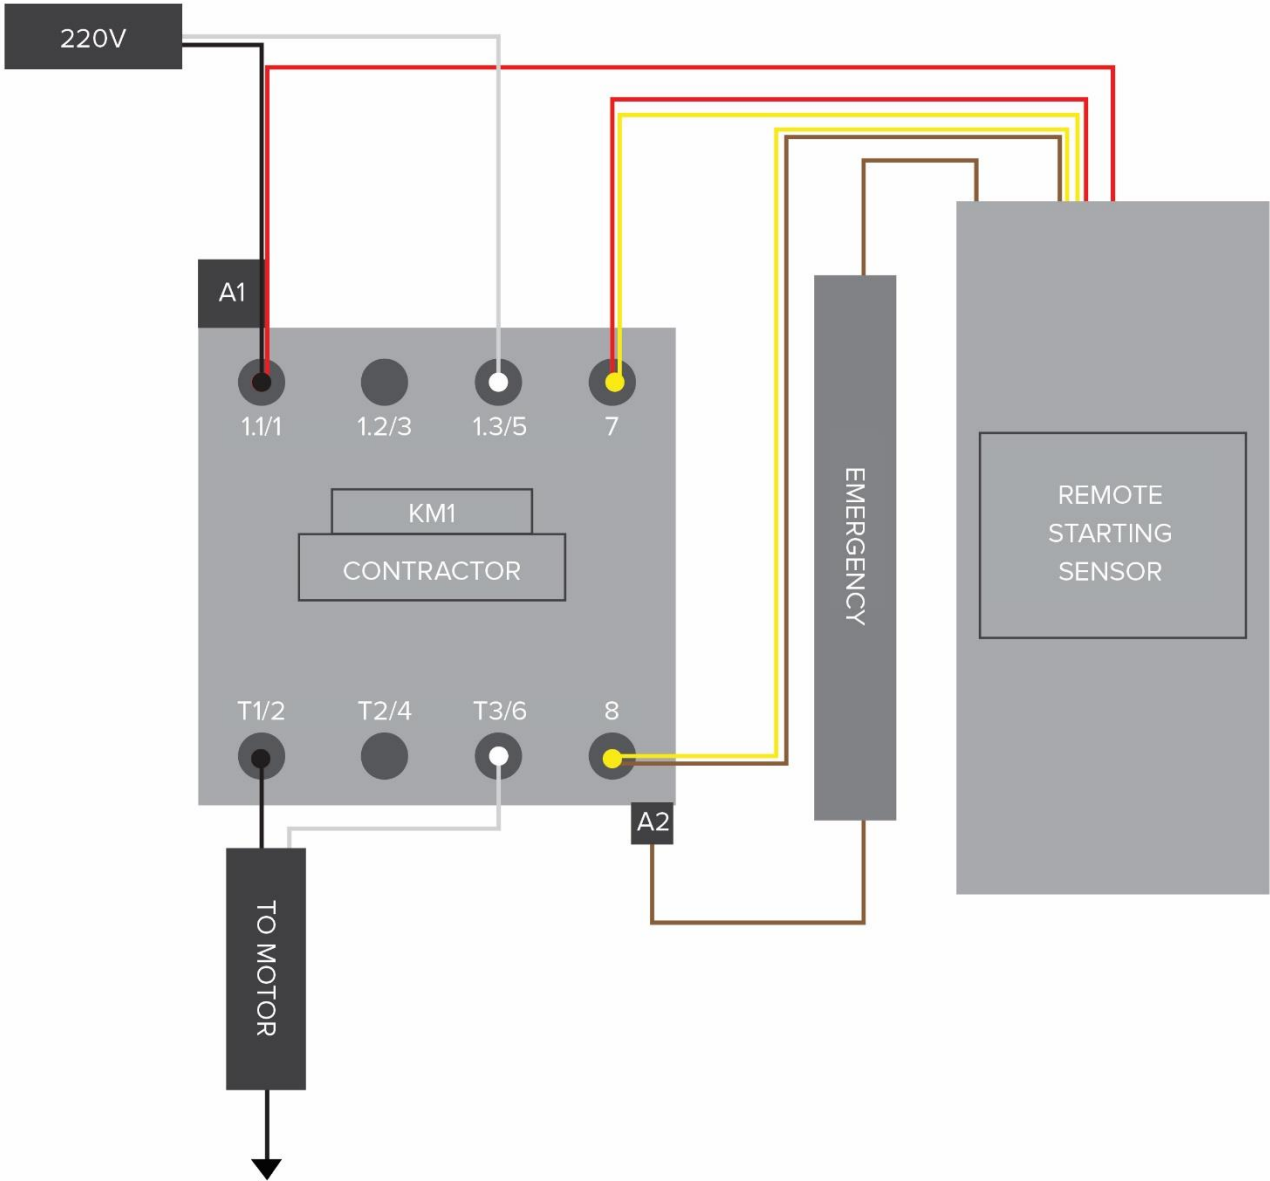 220V
A1
1.1/1
1.2/3
1.3/5
7
KM1
CONTRACTOR
T1/2
T2/4
T3/6
8
A2
TO MOTOR
EMERGENCY
REMOTE
STARTING
SENSOR